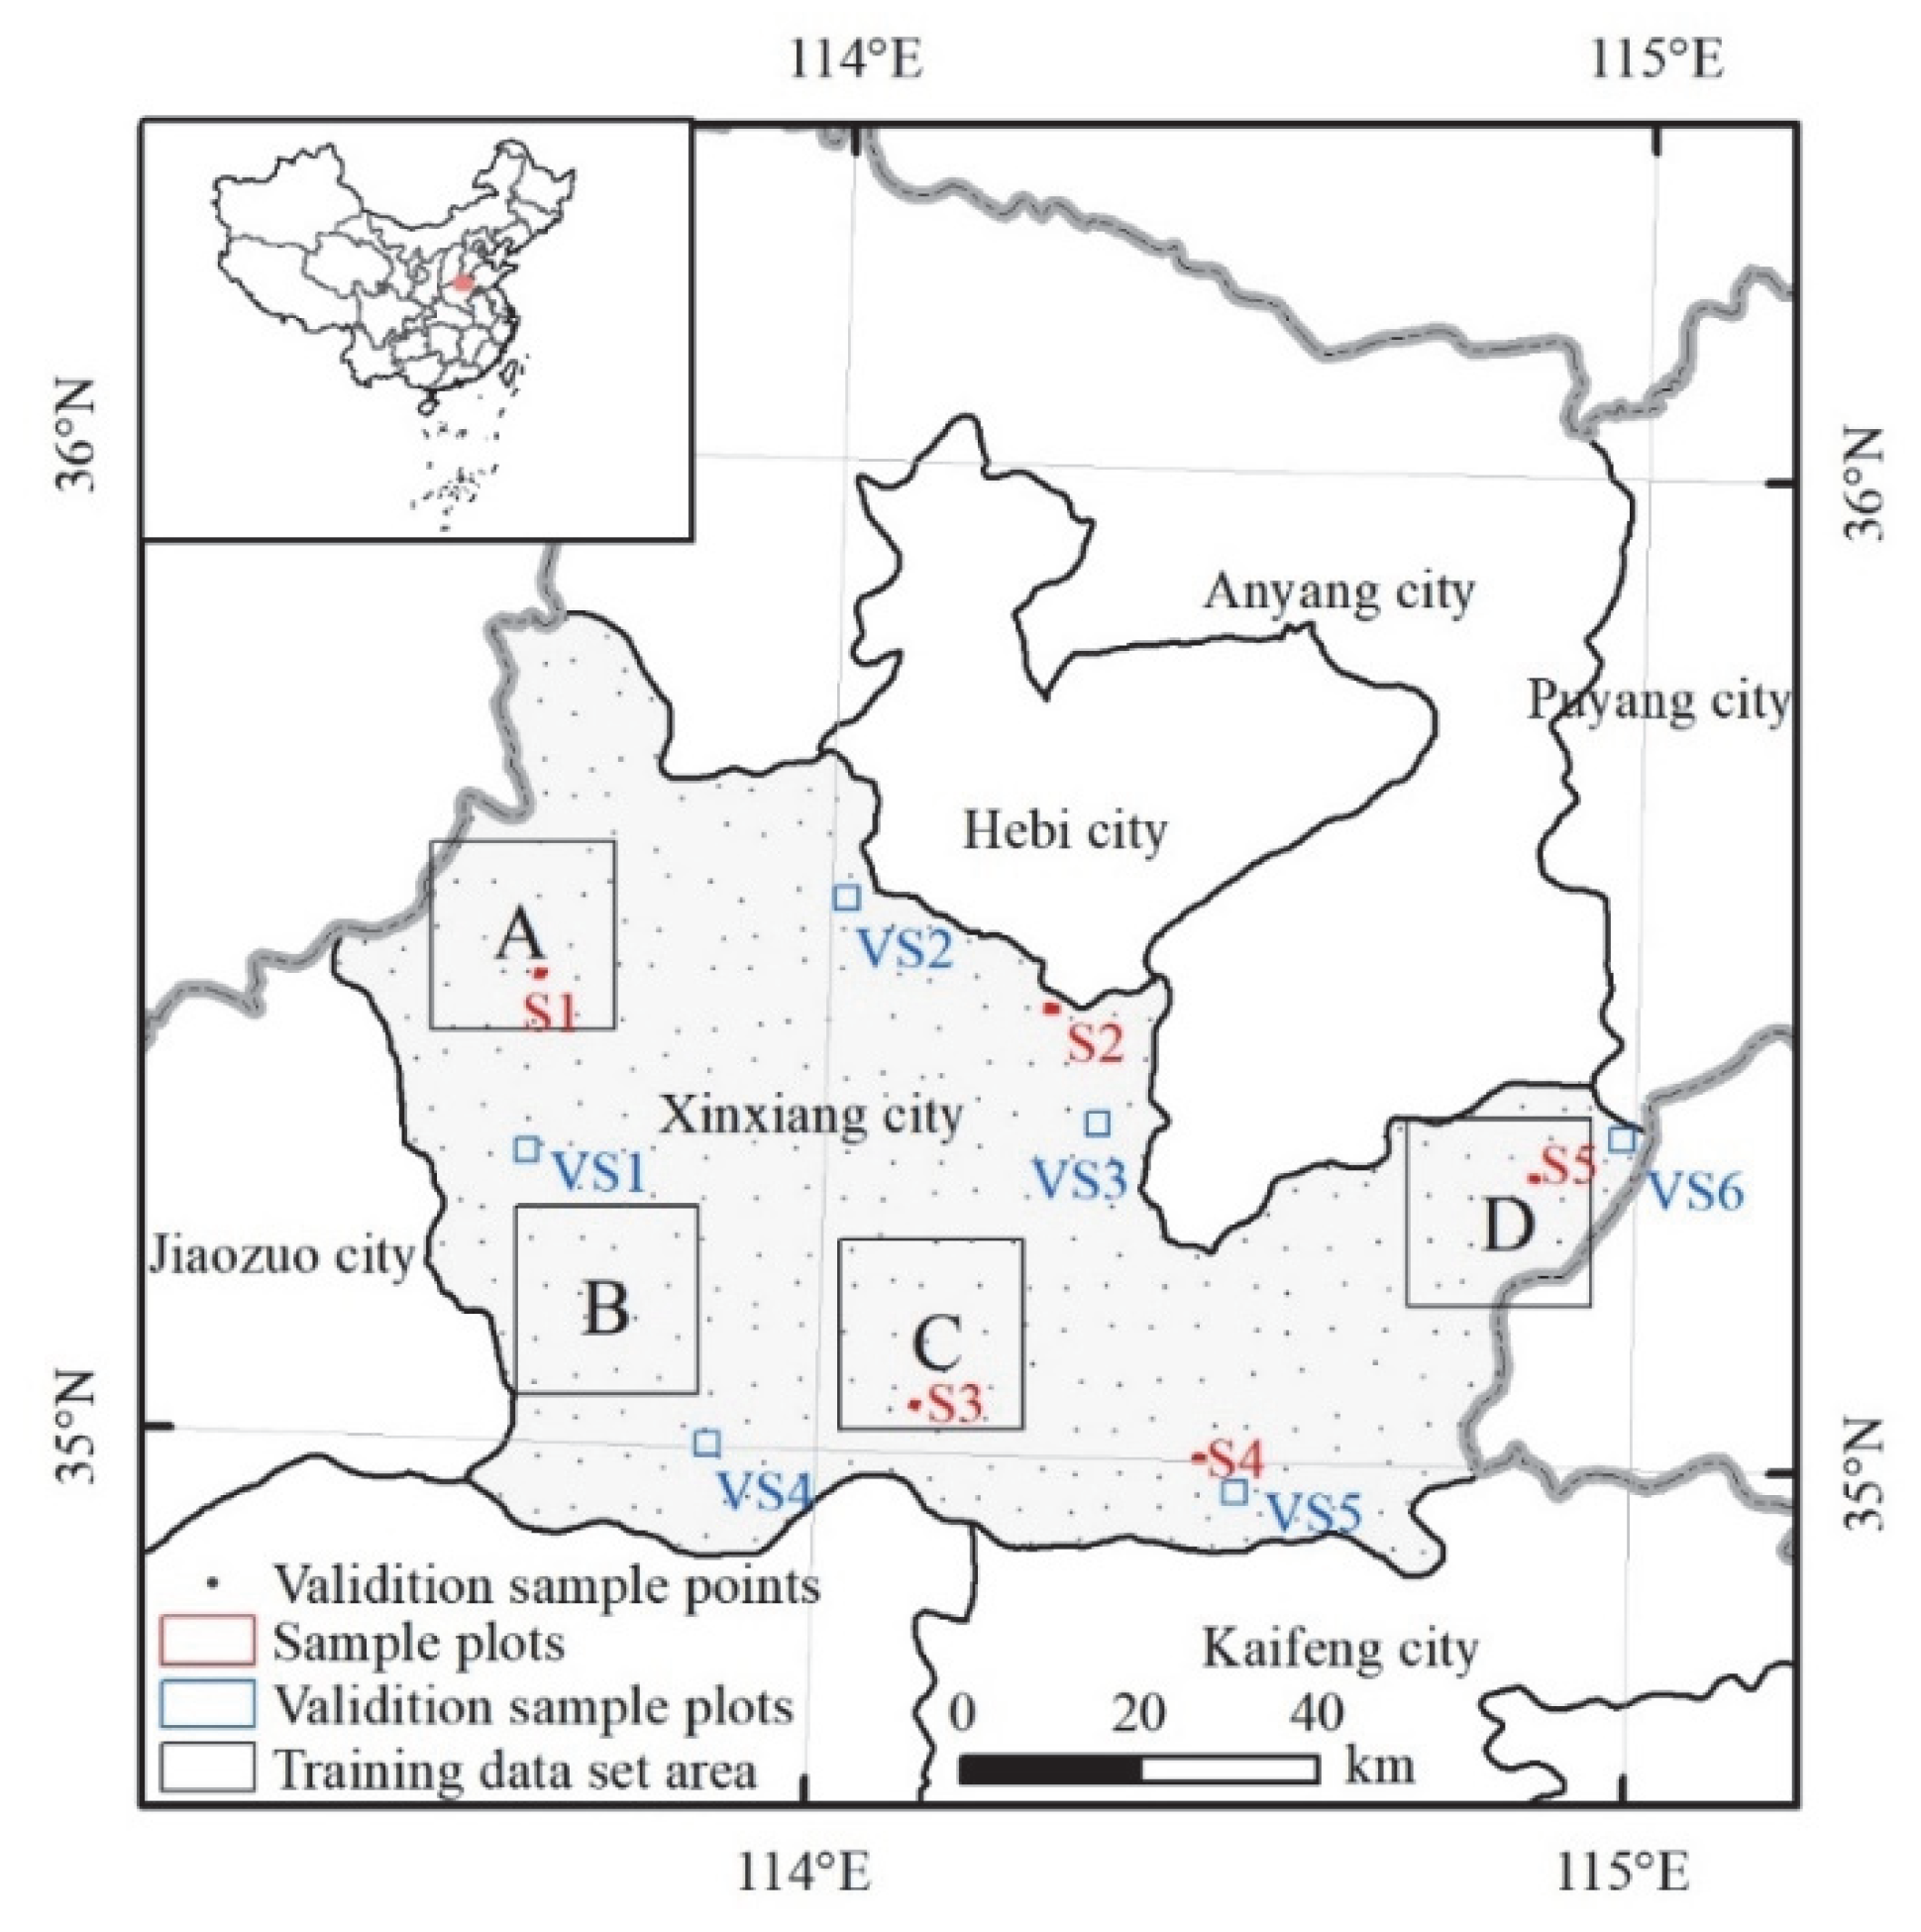 114°E 115°E
36°N
36°N
Anyang city
Puyang city
Hebi city
A
VS2
S1
S2
Xinxiang city
VS1
VS3
S5
VS6
D
Jiaozuo city
B
C
S3
S4
VS4
VS5
35°N
35°N
Validition sample points
Sample plots
Validition sample plots
Training data set area
Kaifeng city
0 20 40
km
114°E 115°E